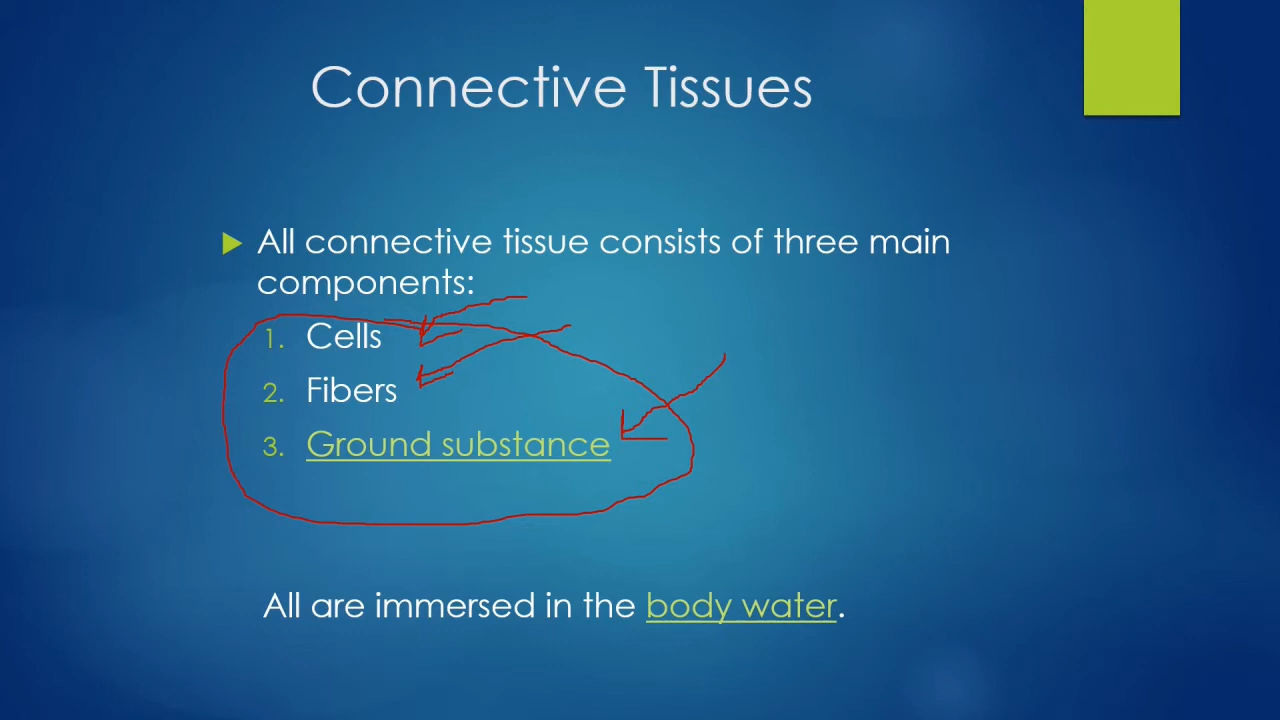 Connective Tissues
All connective tissue consists of three main
components:
1. Cells
2. Fibers
3. Ground substance
All are immersed in the body water.